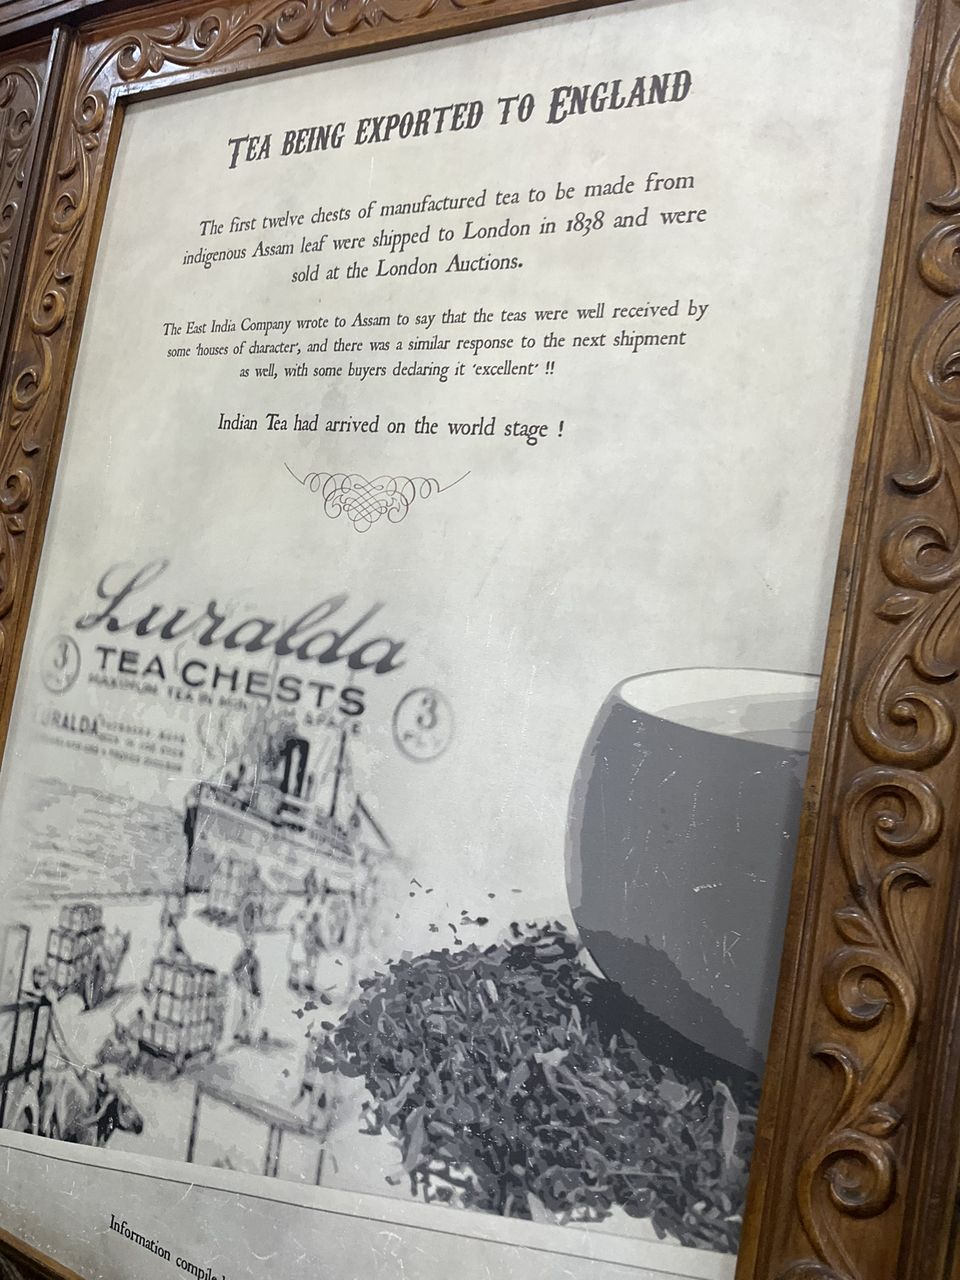 Tea being exported to England
The first twelve chests of manufactured tea to be made from
indigenous Assam leaf were shipped to London in 1838 and were
sold at the London Auctions.
The East India Company wrote to Assam to say that the teas were well received by
some 'houses of character', and there was a similar response to the next shipment
as well, with some buyers declaring it 'excellent' !!
Indian Tea had arrived on the world stage !
Luralda
TEA CHESTS
3
MAXIMUM TEA IN SPACE
3
Information